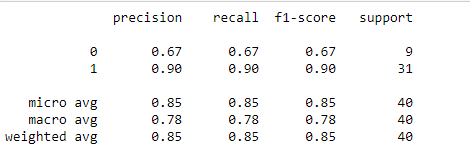 precision recall f1-score support
0 0.67 0.67 0.67 9
1 0.90 0.90 0.90 31
micro avg 0.85 0.85 0.85 40
macro avg 0.78 0.78 0.78 40
weighted avg 0.85 0.85 0.85 40